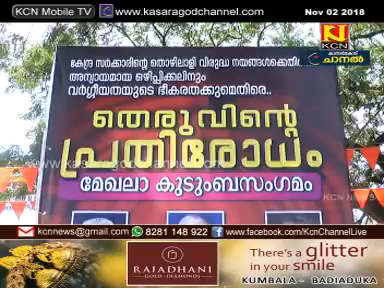 KCN Mobile TV
www.kasaragodchannel.com
Nov 02 2018
KCN
ചാനൽ
കേന്ദ്ര സർക്കാരിന്റെ തൊഴിലാളി വിരുദ്ധ നയങ്ങൾക്കെതിരെ
അന്യായമായ ഒഴിപ്പിക്കലിനും
വർഗ്ഗീയതയുടെ ഭീകരതക്കുമെതിരെ..
തെരുവിന്റെ
പ്രതിരോധം
മേഖലാ കുടുംബസംഗമം
KCN NEWS
kcnnews@gmail.com 8281 148 922 www.facebook.com/KcnChannelLive
RAJADHANI
GOLD & DIAMONDS
There's a glitter
in your smile
KUMBALA - BADIADUKA